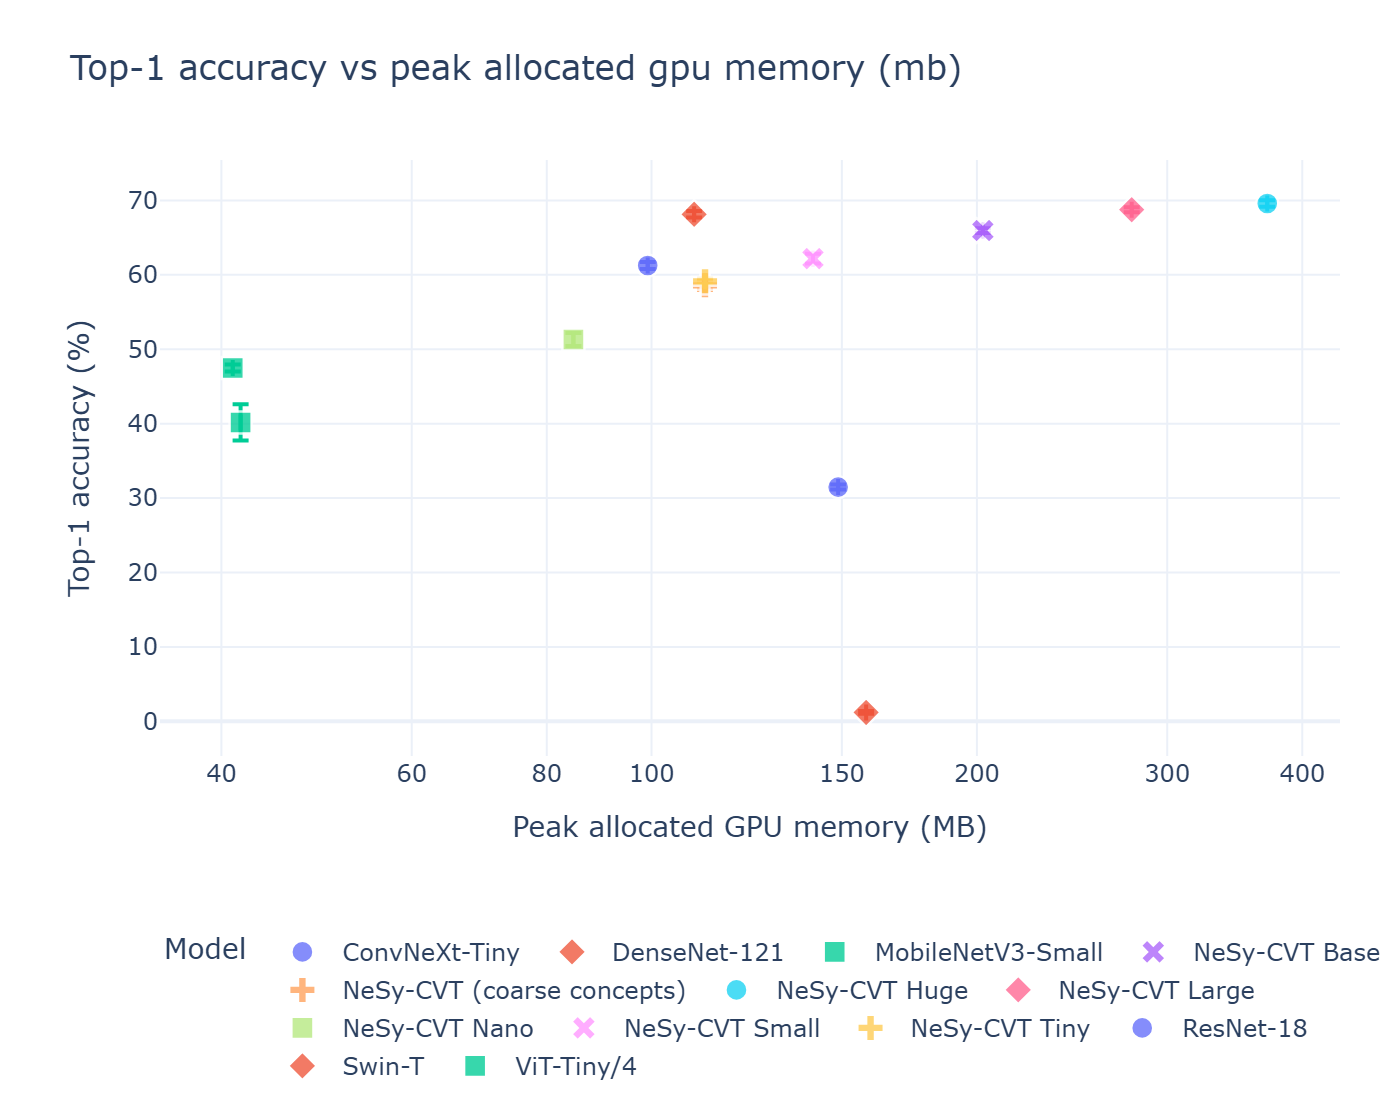 Top-1 accuracy vs peak allocated gpu memory (mb)
70
60
50
40
30
20
10
0
Top-1 accuracy (%)
40 60 80 100 150 200 300 400
Peak allocated GPU memory (MB)
Model ConvNeXt-Tiny DenseNet-121 MobileNetV3-Small NeSy-CVT Base
NeSy-CVT (coarse concepts) NeSy-CVT Huge NeSy-CVT Large
NeSy-CVT Nano NeSy-CVT Small NeSy-CVT Tiny ResNet-18
Swin-T ViT-Tiny/4